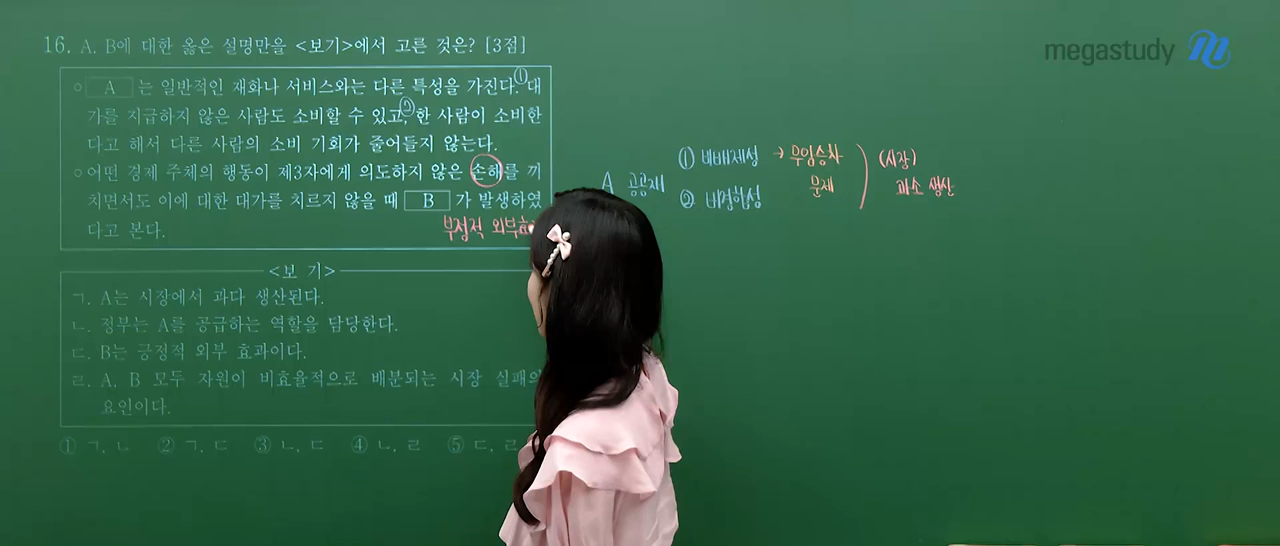 16. A, B에 대한 옳은 설명만을 <보기>에서 고른 것은? [3점]
○ A 는 일반적인 재화나 서비스와는 다른 특성을 가진다. ① 대
가를 지급하지 않은 사람도 소비할 수 있고, ② 한 사람이 소비한
다고 해서 다른 사람의 소비 기회가 줄어들지 않는다.
○ 어떤 경제 주체의 행동이 제3자에게 의도하지 않은 손해를 끼
치면서도 이에 대한 대가를 치르지 않을 때 B 가 발생하였
다고 본다.
부정적 외부효
<보 기>
ㄱ. A는 시장에서 과다 생산된다.
ㄴ. 정부는 A를 공급하는 역할을 담당한다.
ㄷ. B는 긍정적 외부 효과이다.
ㄹ. A, B 모두 자원이 비효율적으로 배분되는 시장 실패의
요인이다.
① ㄱ, ㄴ ② ㄱ, ㄷ ③ ㄴ, ㄷ ④ ㄴ, ㄹ ⑤ ㄷ, ㄹ
A 공공재
① 비배제성 → 무임승차
문제
② 비경합성
(시장)
과소 생산
megastudy